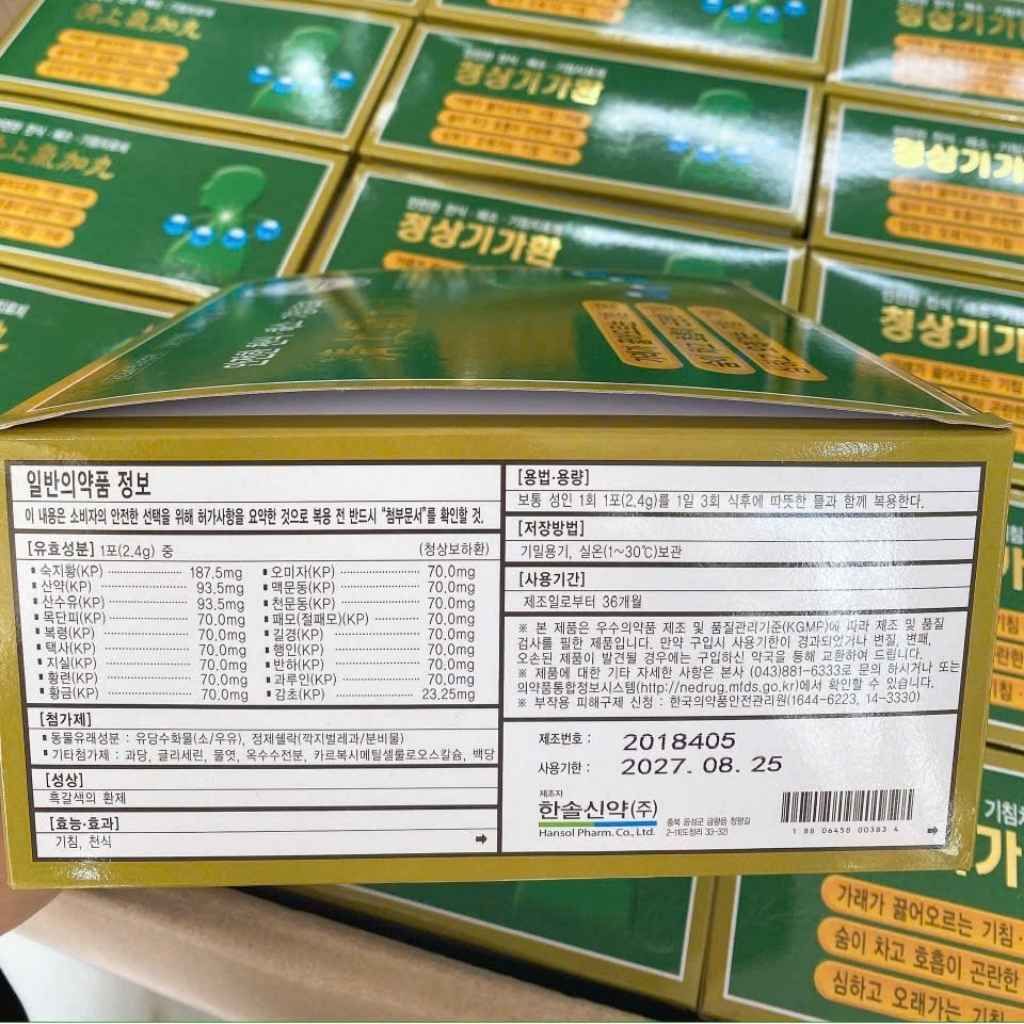 淸上氣加丸
청상기가환
청상기가환
청상기가환
일반의약품 정보
이 내용은 소비자의 안전한 선택을 위해 허가사항을 요약한 것으로 복용 전 반드시 "첨부문서"를 확인할 것.
[유효성분] 1포(2.4g) 중 (청상보하환)
숙지황(KP) 187.5mg
산약(KP) 93.5mg
산수유(KP) 93.5mg
목단피(KP) 70.0mg
복령(KP) 70.0mg
택사(KP) 70.0mg
지실(KP) 70.0mg
황련(KP) 70.0mg
황금(KP) 70.0mg
오미자(KP) 70.0mg
맥문동(KP) 70.0mg
천문동(KP) 70.0mg
패모(절패모)(KP) 70.0mg
길경(KP) 70.0mg
행인(KP) 70.0mg
반하(KP) 70.0mg
과루인(KP) 70.0mg
감초(KP) 23.25mg
[첨가제]
동물유래성분 : 유당수화물(소/우유), 정제쉘락(깍지벌레과/분비물)
기타첨가제 : 과당, 글리세린, 물엿, 옥수수전분, 카르복시메틸셀룰로오스칼슘, 백당
[성상]
흑갈색의 환제
[효능·효과]
기침, 천식
[용법·용량]
보통 성인 1회 1포(2.4g)를 1일 3회 식후에 따뜻한 물과 함께 복용한다.
[저장방법]
기밀용기, 실온(1~30℃)보관
[사용기간]
제조일로부터 36개월
※ 본 제품은 우수의약품 제조 및 품질관리기준(KGMP)에 따라 제조 및 품질
검사를 필한 제품입니다. 만약 구입시 사용기한이 경과되었거나 변질, 변패,
오손된 제품이 발견될 경우에는 구입하신 약국을 통해 교환하여 드립니다.
※ 제품에 대한 기타 자세한 사항은 본사 (043)881-6333로 문의 하시거나 또는
의약품통합정보시스템(http://nedrug.mfds.go.kr)에서 확인할 수 있습니다.
※ 부작용 피해구제 신청 : 한국의약품안전관리원(1644-6223, 14-3330)
제조번호 : 2018405
사용기한 : 2027. 08. 25
제조자
한솔신약(주)
Hansol Pharm. Co., Ltd.
충북 음성군 금왕읍
1 88 06458 00383 4
가래가 끓어오르는 기침
숨이 차고 호흡이 곤란한
심하고 오래가는 기침